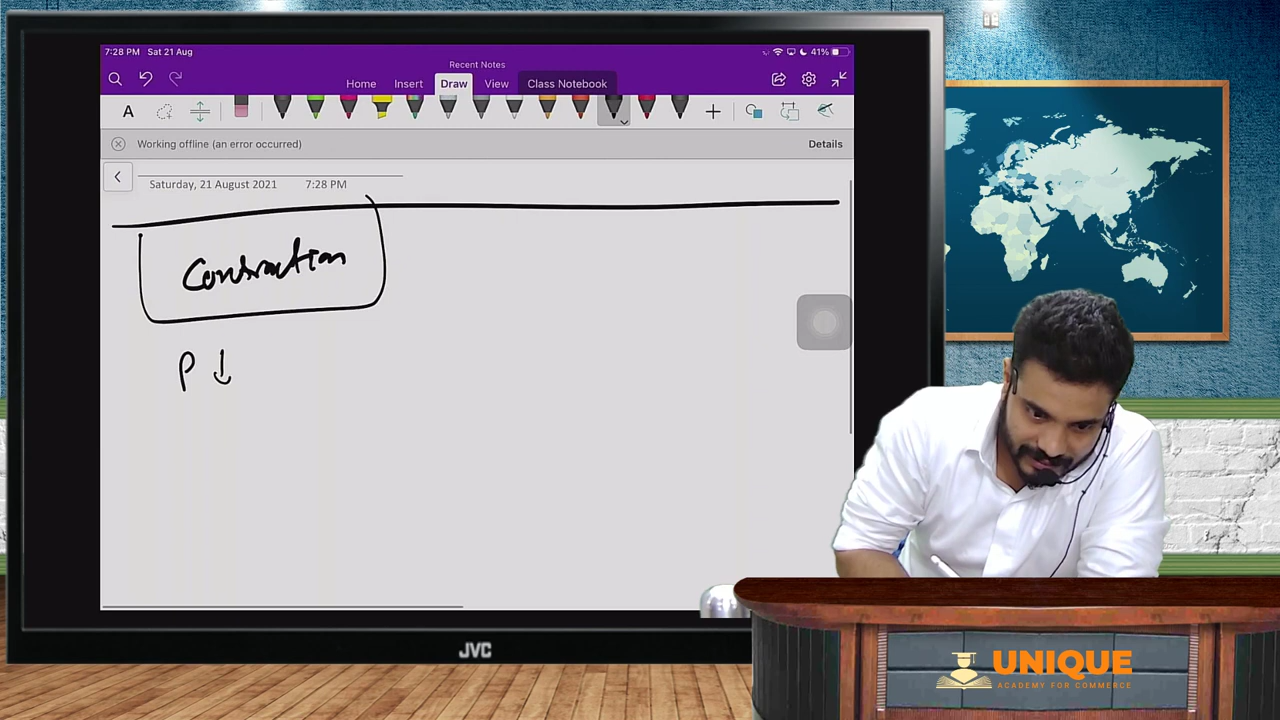 7:28 PM Sat 21 Aug
41%
Recent Notes
Home Insert Draw View Class Notebook
A
Working offline (an error occurred) Details
Saturday, 21 August 2021 7:28 PM
Contraction
P ↓
JVC
UNIQUE
ACADEMY FOR COMMERCE